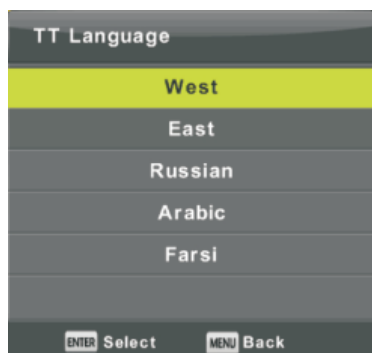 TT Language
West
East
Russian
Arabic
Farsi
ENTER Select MENU Back